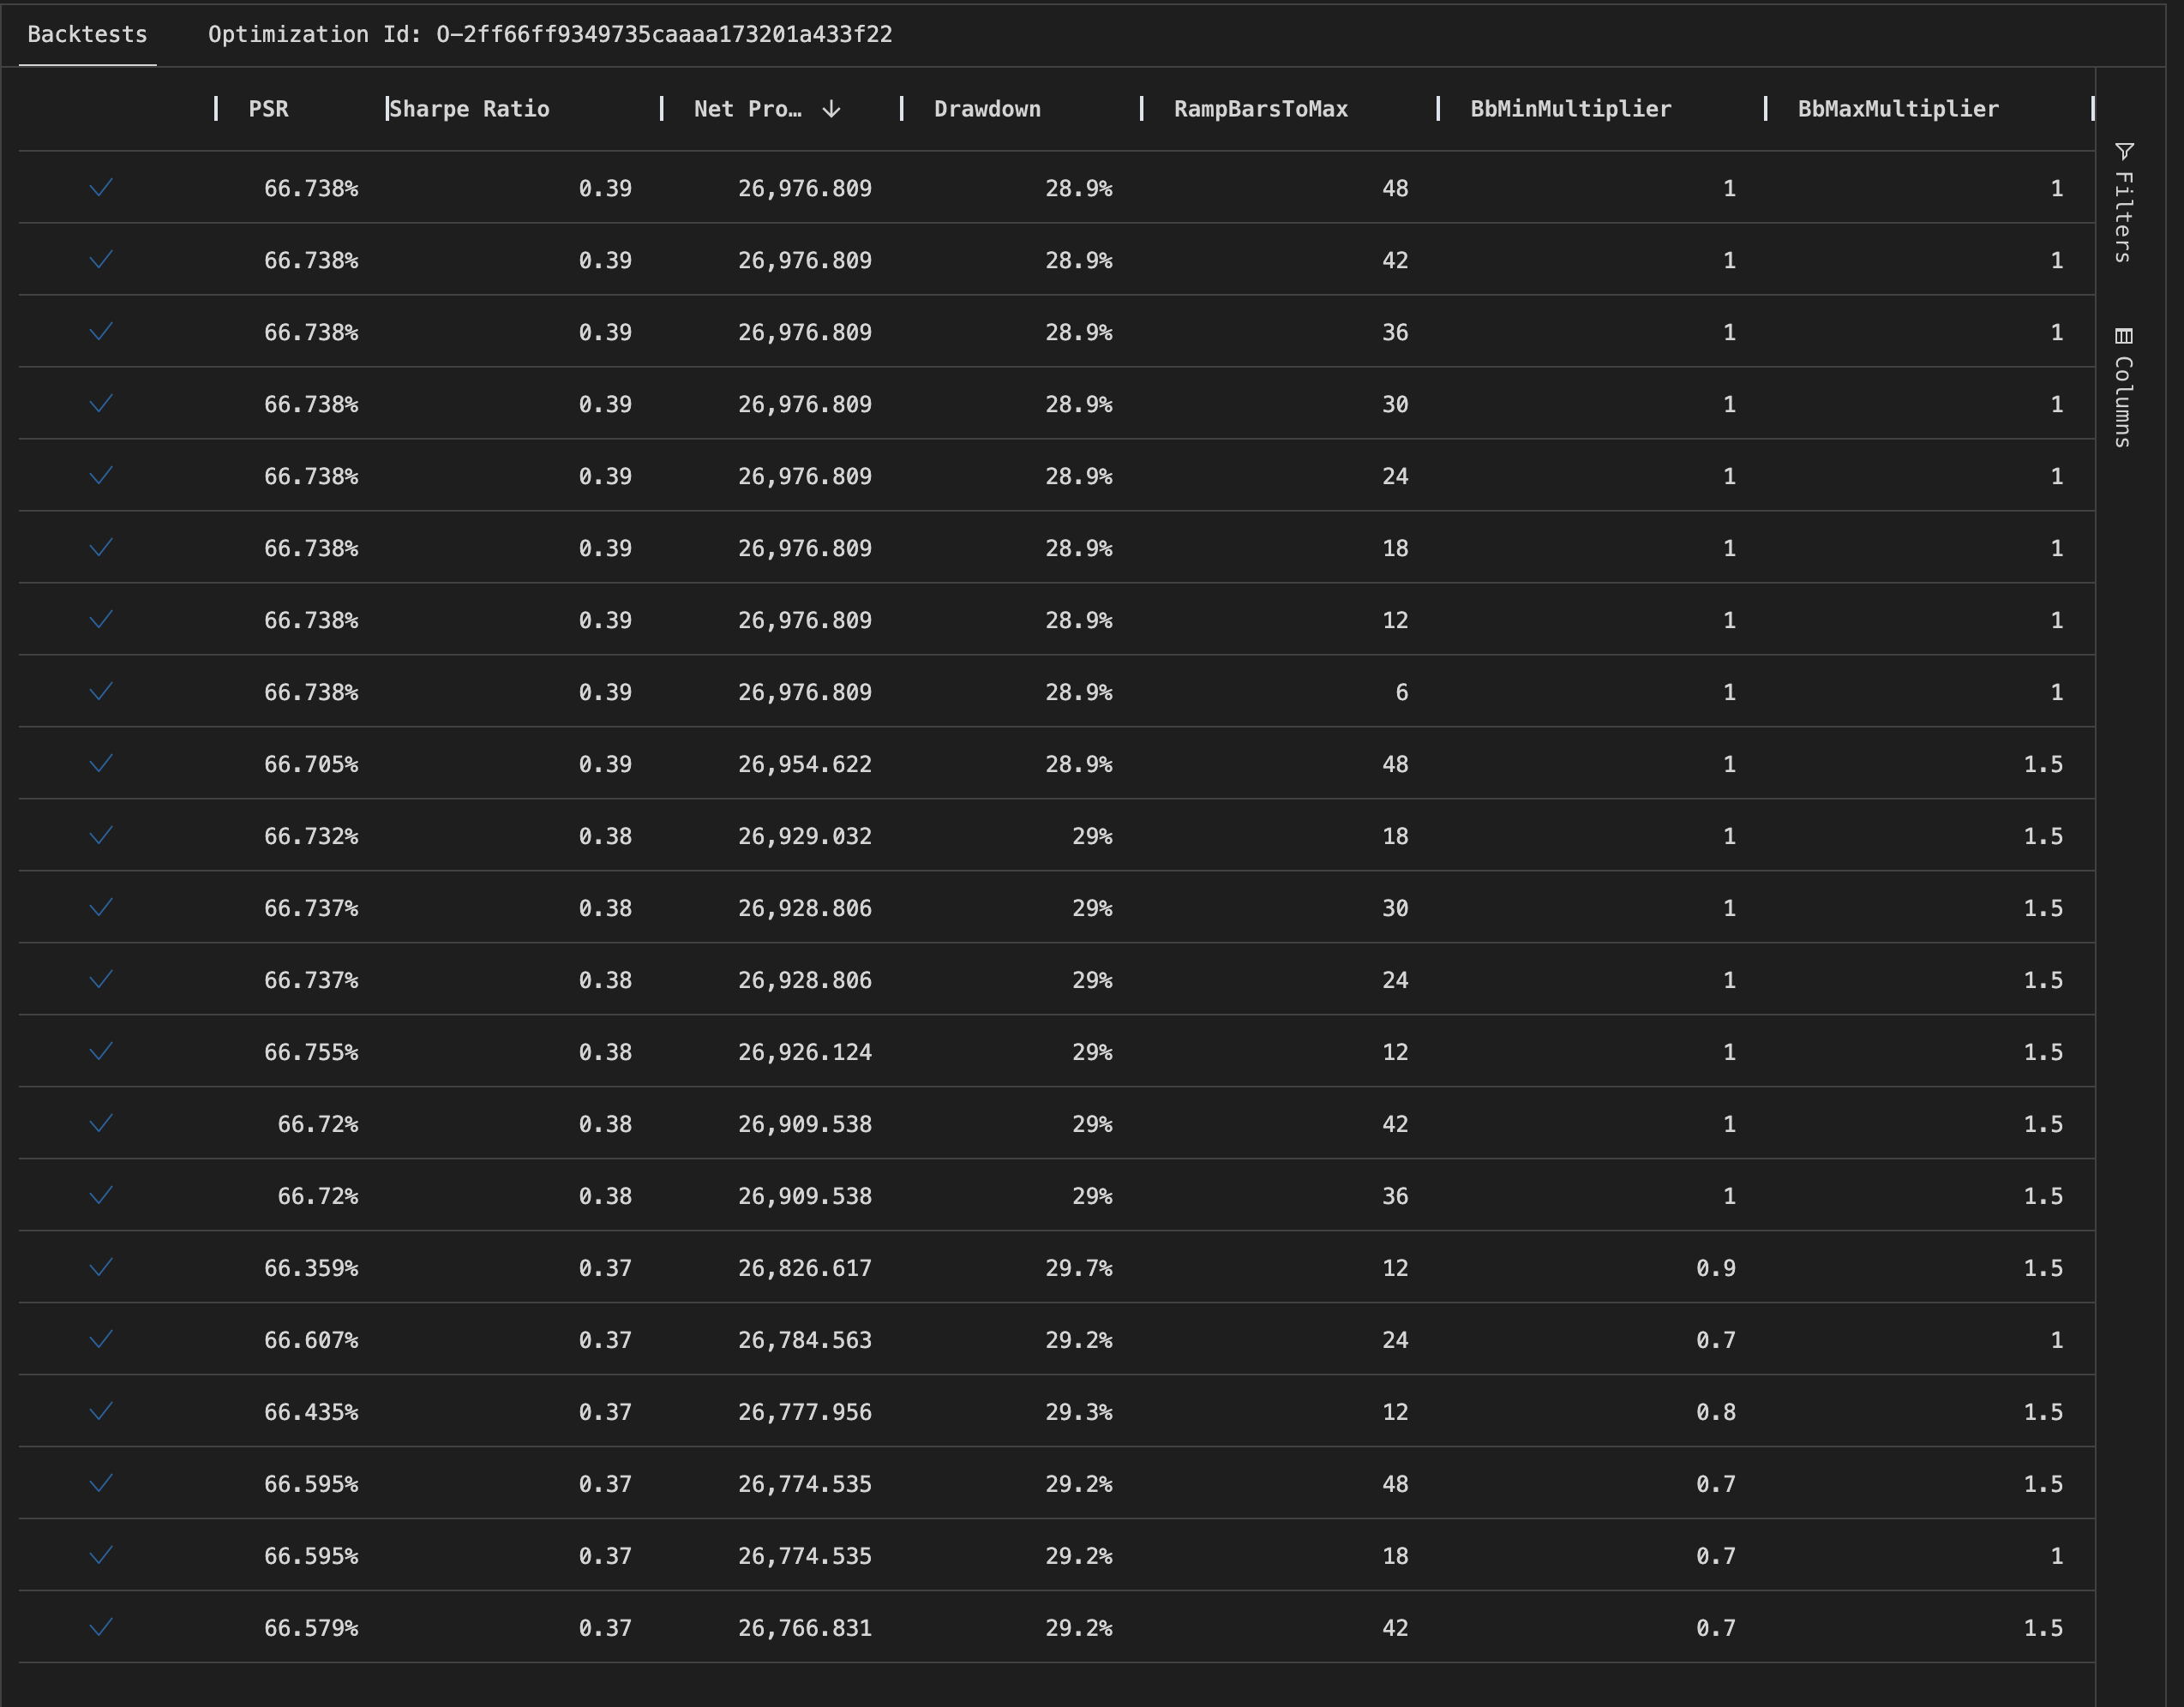 Backtests Optimization Id: O-2ff66ff9349735caaaa173201a433f22
PSR Sharpe Ratio Net Pro… ↓ Drawdown RampBarsToMax BbMinMultiplier BbMaxMultiplier
66.738% 0.39 26,976.809 28.9% 48 1 1
66.738% 0.39 26,976.809 28.9% 42 1 1
66.738% 0.39 26,976.809 28.9% 36 1 1
66.738% 0.39 26,976.809 28.9% 30 1 1
66.738% 0.39 26,976.809 28.9% 24 1 1
66.738% 0.39 26,976.809 28.9% 18 1 1
66.738% 0.39 26,976.809 28.9% 12 1 1
66.738% 0.39 26,976.809 28.9% 6 1 1
66.705% 0.39 26,954.622 28.9% 48 1 1.5
66.732% 0.38 26,929.032 29% 18 1 1.5
66.737% 0.38 26,928.806 29% 30 1 1.5
66.737% 0.38 26,928.806 29% 24 1 1.5
66.755% 0.38 26,926.124 29% 12 1 1.5
66.72% 0.38 26,909.538 29% 42 1 1.5
66.72% 0.38 26,909.538 29% 36 1 1.5
66.359% 0.37 26,826.617 29.7% 12 0.9 1.5
66.607% 0.37 26,784.563 29.2% 24 0.7 1
66.435% 0.37 26,777.956 29.3% 12 0.8 1.5
66.595% 0.37 26,774.535 29.2% 48 0.7 1.5
66.595% 0.37 26,774.535 29.2% 18 0.7 1
66.579% 0.37 26,766.831 29.2% 42 0.7 1.5
Filters
Columns